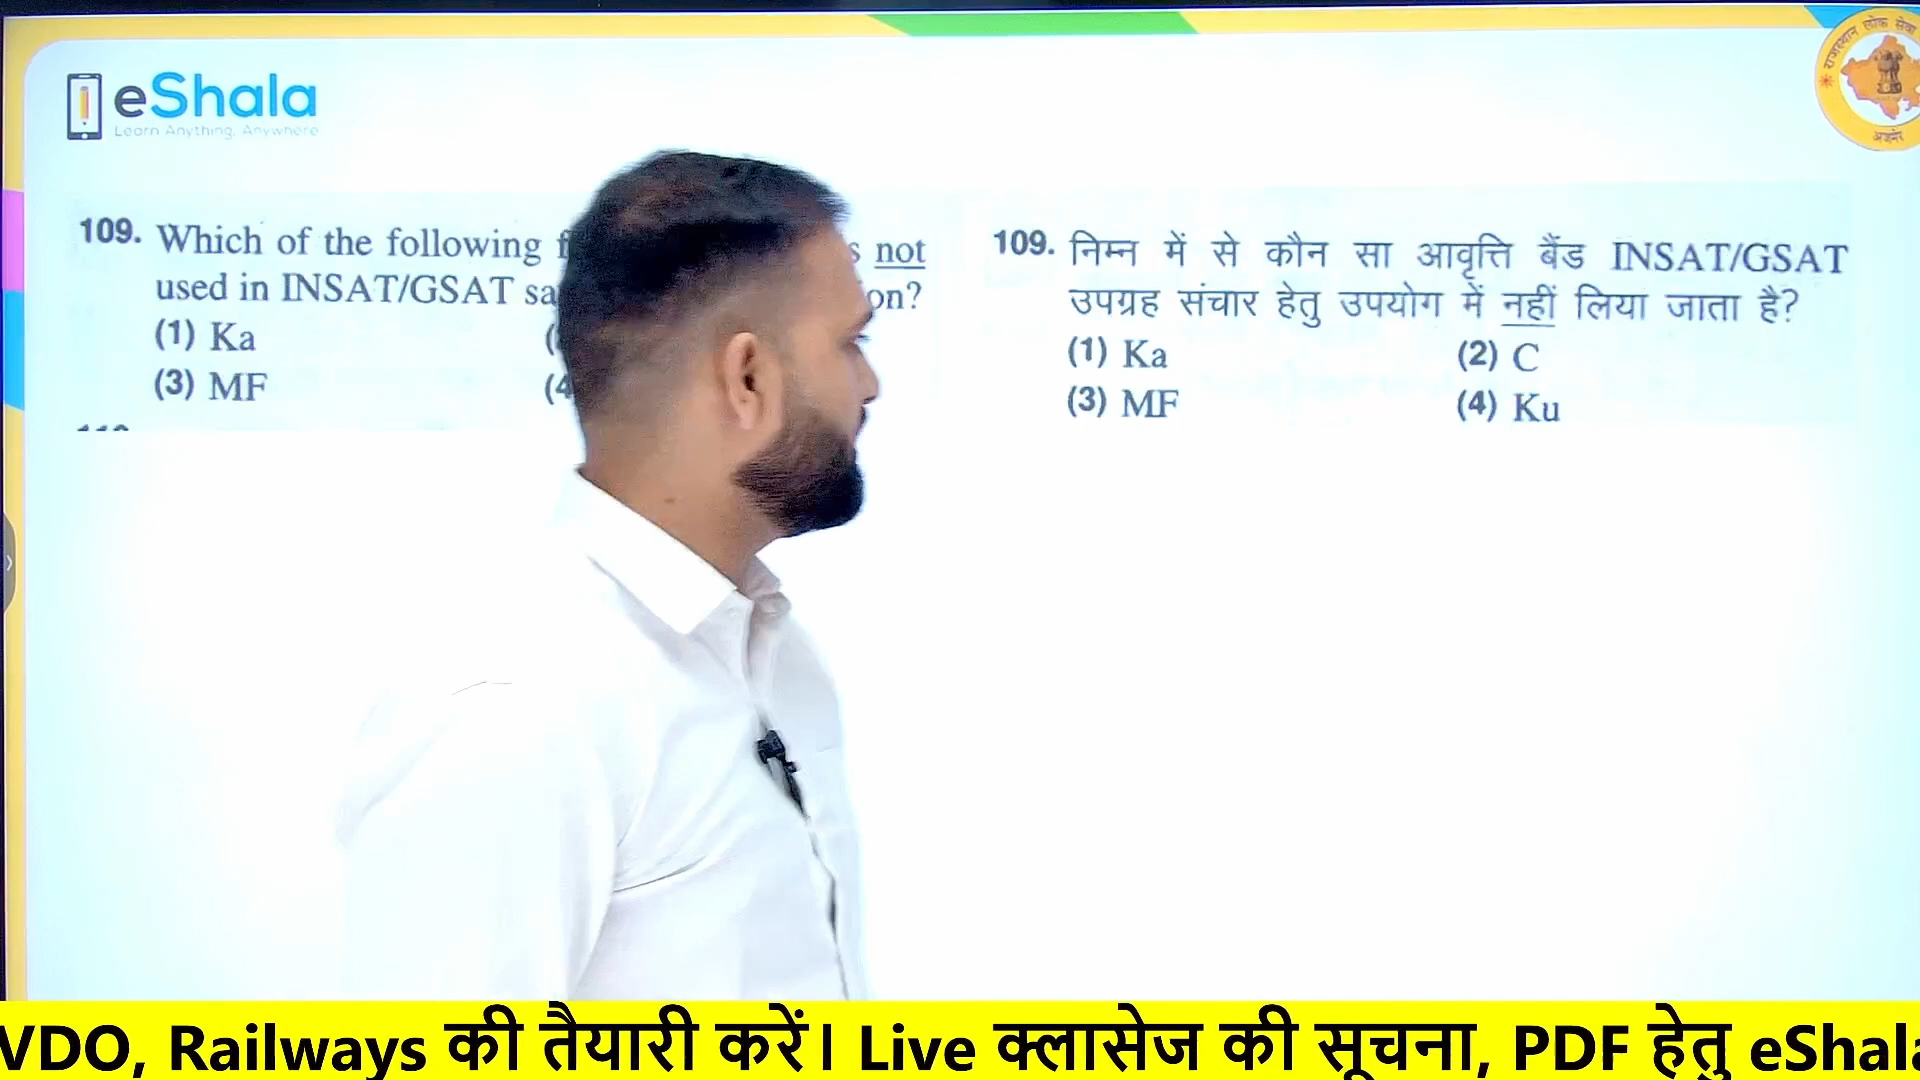 eShala
Learn Anything, Anywhere
राजस्थान लोक सेवा
अजमेर
109. Which of the following
not
used in INSAT/GSAT
(1) Ka
(3) MF
109. निम्न में से कौन सा आवृत्ति बैंड INSAT/GSAT
उपग्रह संचार हेतु उपयोग में नहीं लिया जाता है?
(1) Ka (2) C
(3) MF (4) Ku
VDO, Railways की तैयारी करें। Live क्लासेज की सूचना, PDF हेतु eShala